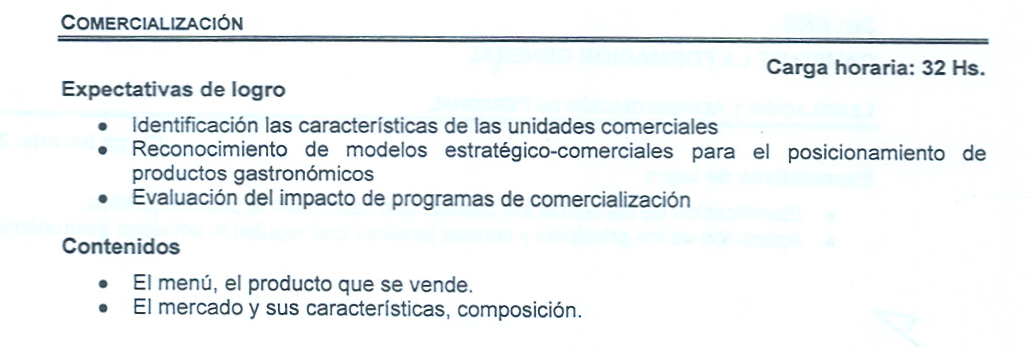 COMERCIALIZACIÓN
Carga horaria: 32 Hs.
Expectativas de logro
• Identificación las características de las unidades comerciales
• Reconocimiento de modelos estratégico-comerciales para el posicionamiento de
productos gastronómicos
• Evaluación del impacto de programas de comercialización
Contenidos
• El menú, el producto que se vende.
• El mercado y sus características, composición.